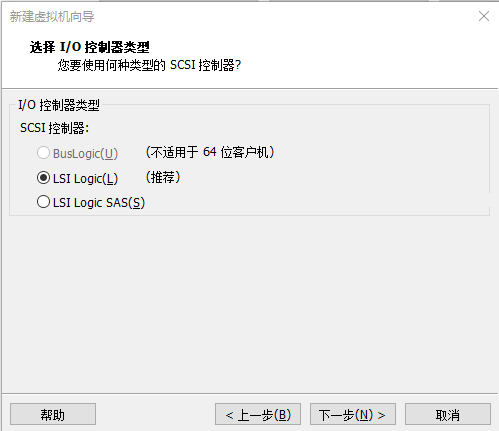 新建虚拟机向导
选择 I/O 控制器类型
您要使用何种类型的 SCSI 控制器?
I/O 控制器类型
SCSI 控制器:
BusLogic(U) (不适用于 64 位客户机)
LSI Logic(L) (推荐)
LSI Logic SAS(S)
帮助 < 上一步(B) 下一步(N) > 取消